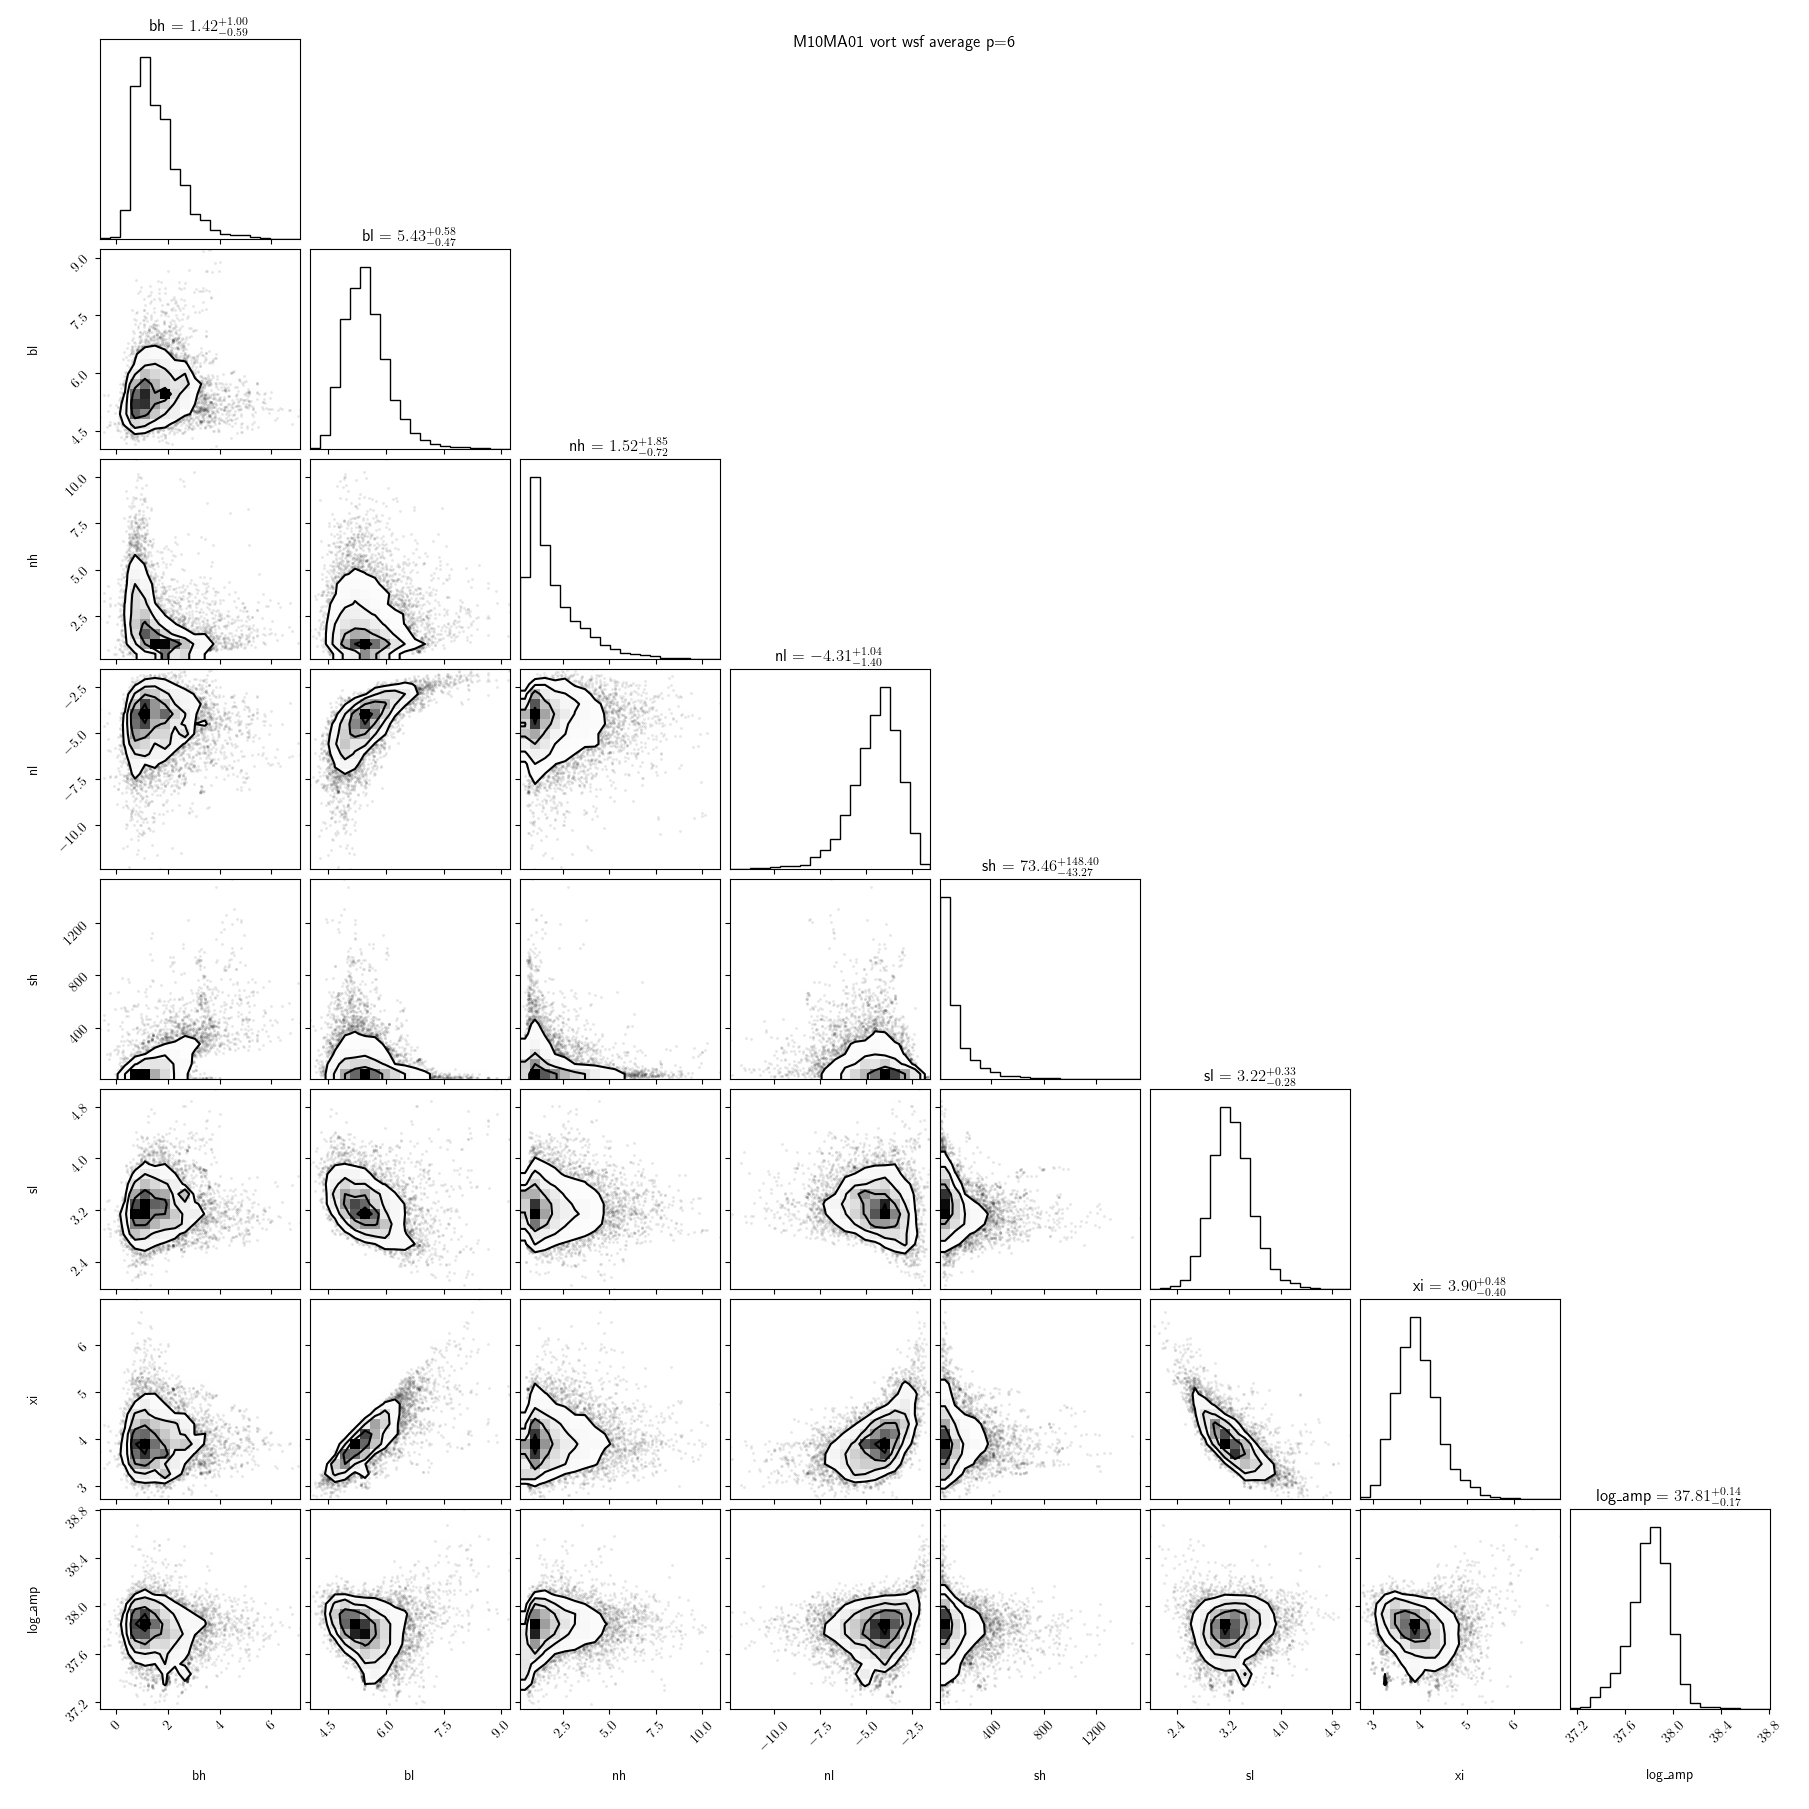 M10MA01 vort wsf average p=6
bh = 1.42+1.00−0.59
bl = 5.43+0.58−0.47
nh = 1.52+1.85−0.72
nl = −4.31+1.04−1.40
sh = 73.46+148.40−43.27
sl = 3.22+0.33−0.28
xi = 3.90+0.48−0.40
log_amp = 37.81+0.14−0.17
bl
9.0
7.5
6.0
4.5
nh
10.0
7.5
5.0
2.5
nl
−2.5
−5.0
−7.5
−10.0
sh
1200
800
400
sl
4.8
4.0
3.2
2.4
xi
6
5
4
3
log_amp
38.8
38.4
38.0
37.6
37.2
0 2 4 6
4.5 6.0 7.5 9.0
2.5 5.0 7.5 10.0
−10.0 −7.5 −5.0 −2.5
400 800 1200
2.4 3.2 4.0 4.8
3 4 5 6
37.2 37.6 38.0 38.4 38.8
bh bl nh nl sh sl xi log_amp